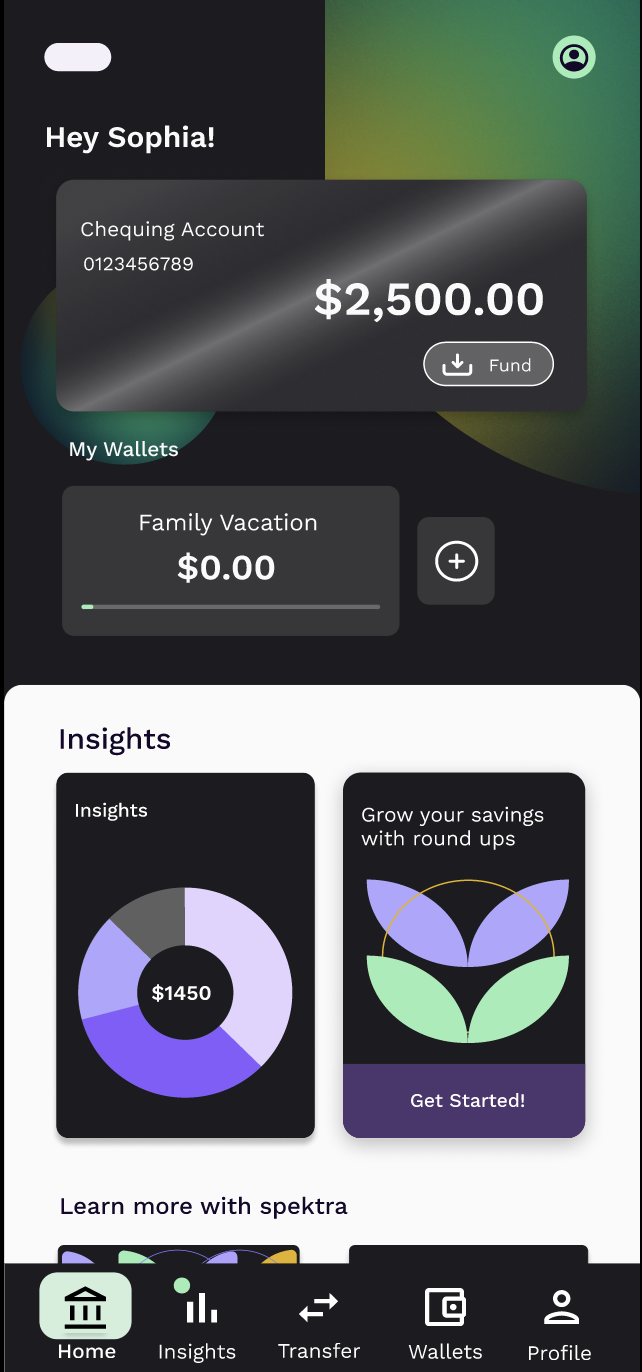 Hey Sophia!
Chequing Account
0123456789
$2,500.00
Fund
My Wallets
Family Vacation
$0.00
Insights
Insights
$1450
Grow your savings
with round ups
Get Started!
Learn more with spektra
Home
Insights
Transfer
Wallets
Profile